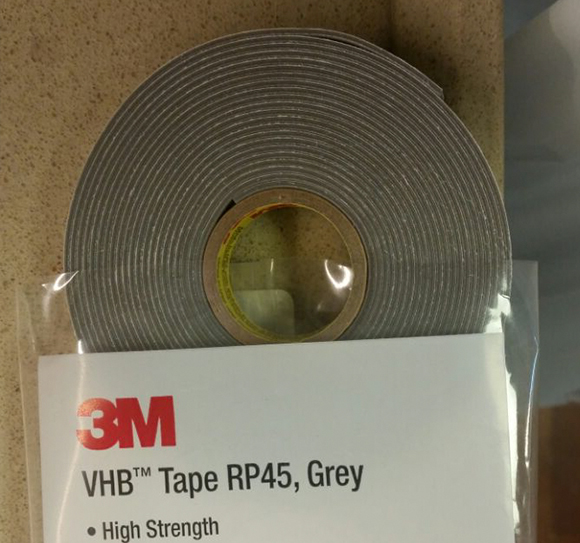 3M
VHB™ Tape RP45, Grey
• High Strength